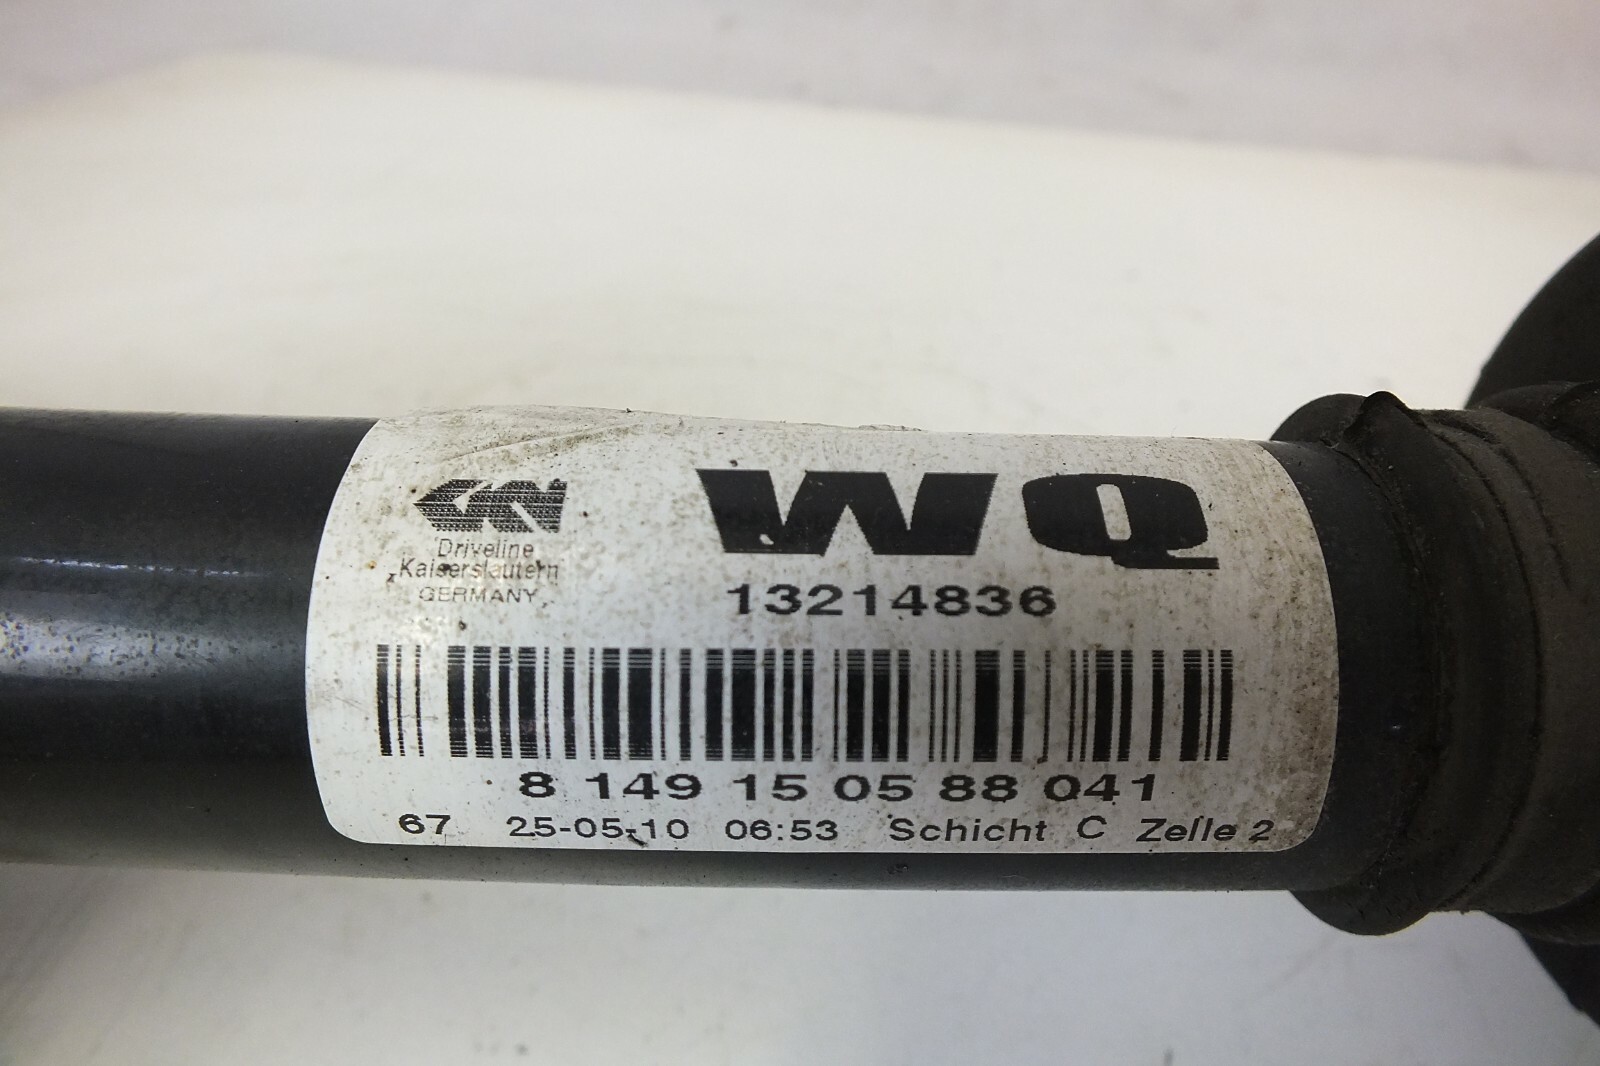 GKN
Driveline
Kaiserslautern
GERMANY
WQ
13214836
8 149 15 05 88 041
67 25-05-10 06:53 Schicht C Zelle 2